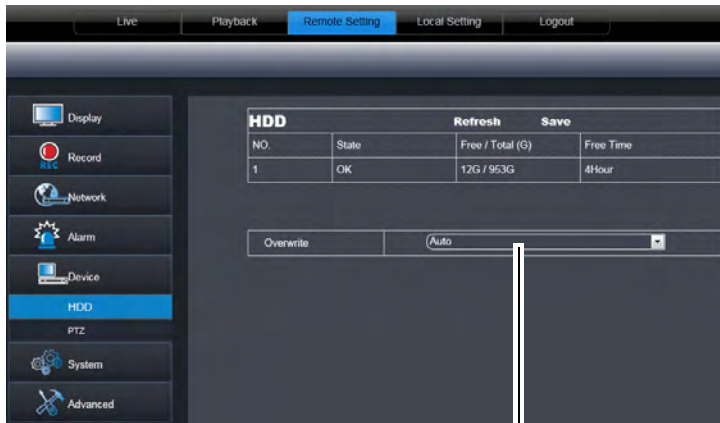 Live Playback Remote Setting Local Setting Logout
Display
Record
REC
Network
Alarm
Device
HDD
PTZ
System
Advanced
HDD Refresh Save
NO. State Free / Total (G) Free Time
1 OK 12G / 953G 4Hour
Overwrite Auto